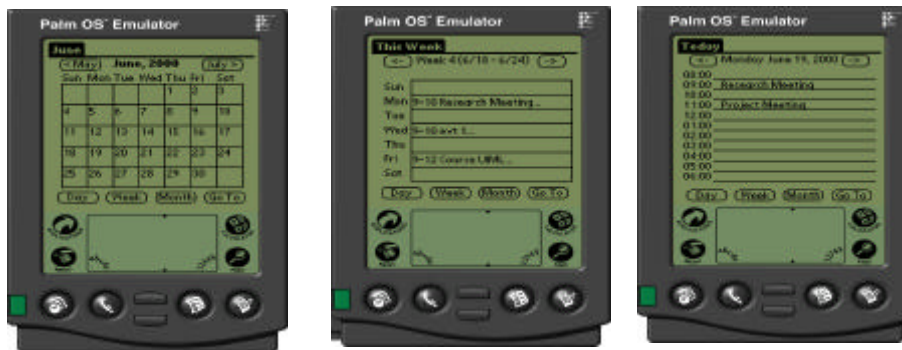 Palm OS™ Emulator
June
< May June, 2000 July >
Sun Mon Tue Wed Thu Fri Sat
1 2 3
4 5 6 7 8 9 10
11 12 13 14 15 16 17
18 19 20 21 22 23 24
25 26 27 28 29 30
Day Week Month Go To
Palm OS™ Emulator
This Week
<- Week 4 (6/18 - 6/24) ->
Sun
Mon 9-10 Research Meeting...
Tue
Wed 9-10
Thu
Fri 9-12 Course UML...
Sat
Day Week Month Go To
Palm OS™ Emulator
Today
<- Monday June 19, 2000 ->
08:00
09:00 Research Meeting
10:00
11:00 Project Meeting
12:00
01:00
02:00
03:00
04:00
05:00
06:00
Day Week Month Go To